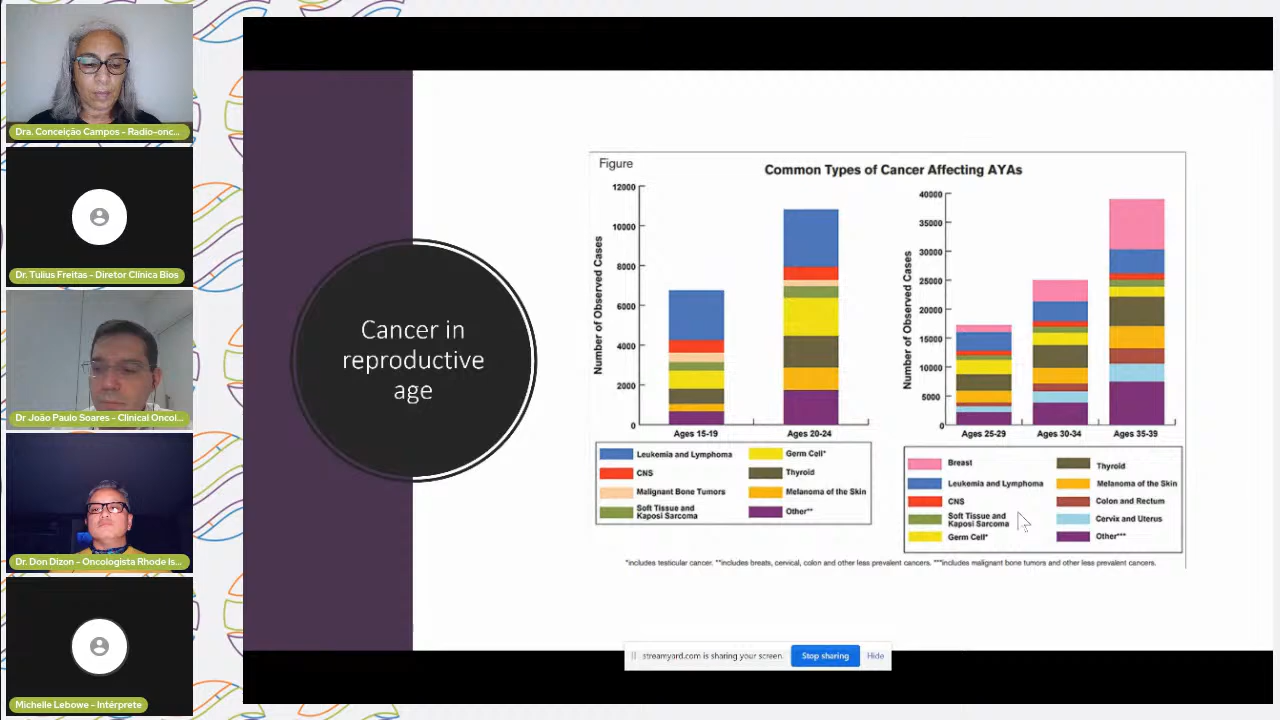 Dra. Conceição Campos - Radio-onc...
Dr. Tulius Freitas - Diretor Clínica Bios
Dr João Paulo Soares - Clinical Oncol...
Dr. Don Dizon - Oncologista Rhode Is...
Michelle Lebowe - Intérprete
Cancer in
reproductive
age
Figure
Common Types of Cancer Affecting AYAs
Number of Observed Cases
12000
10000
8000
6000
4000
2000
0
Ages 15-19
Ages 20-24
Leukemia and Lymphoma
CNS
Malignant Bone Tumors
Soft Tissue and
Kaposi Sarcoma
Germ Cell*
Thyroid
Melanoma of the Skin
Other**
Number of Observed Cases
40000
35000
30000
25000
20000
15000
10000
5000
0
Ages 25-29
Ages 30-34
Ages 35-39
Breast
Leukemia and Lymphoma
CNS
Soft Tissue and
Kaposi Sarcoma
Germ Cell*
Thyroid
Melanoma of the Skin
Colon and Rectum
Cervix and Uterus
Other***
*includes testicular cancer. **includes breats, cervical, colon and other less prevalent cancers. ***includes malignant bone tumors and other less prevalent cancers.
streamyard.com is sharing your screen.
Stop sharing
Hide